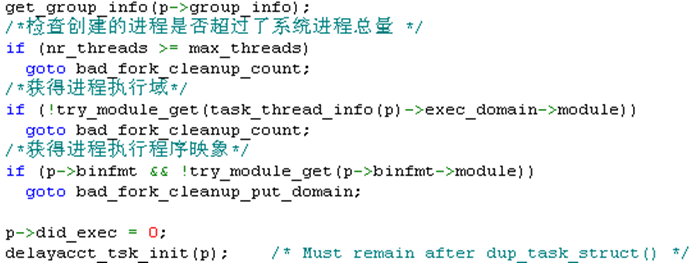 get_group_info(p->group_info);
/*检查创建的进程是否超过了系统进程总量 */
if (nr_threads >= max_threads)
goto bad_fork_cleanup_count;
/*获得进程执行域*/
if (!try_module_get(task_thread_info(p)->exec_domain->module))
goto bad_fork_cleanup_count;
/*获得进程执行程序映象*/
if (p->binfmt && !try_module_get(p->binfmt->module))
goto bad_fork_cleanup_put_domain;
p->did_exec = 0;
delayacct_tsk_init(p); /* Must remain after dup_task_struct() */